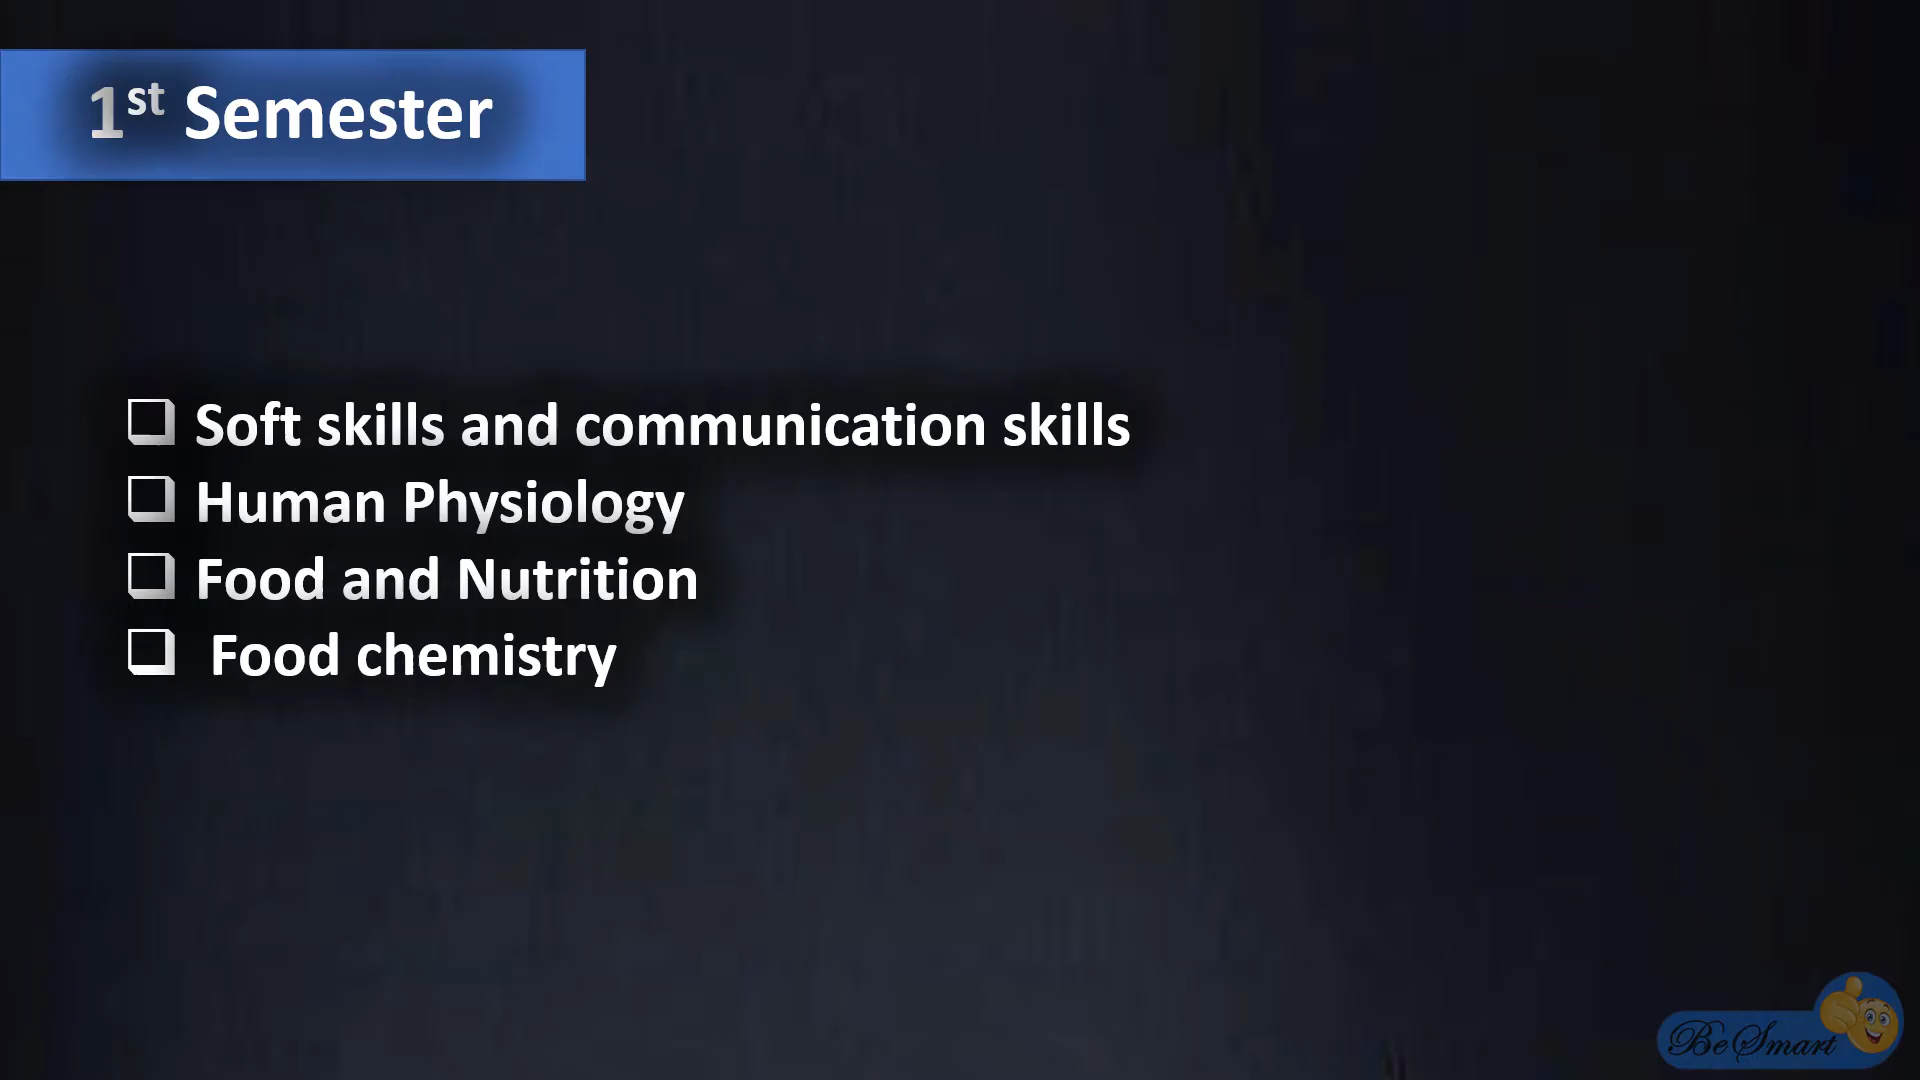 1st Semester
❑ Soft skills and communication skills
❑ Human Physiology
❑ Food and Nutrition
❑ Food chemistry
Be Smart